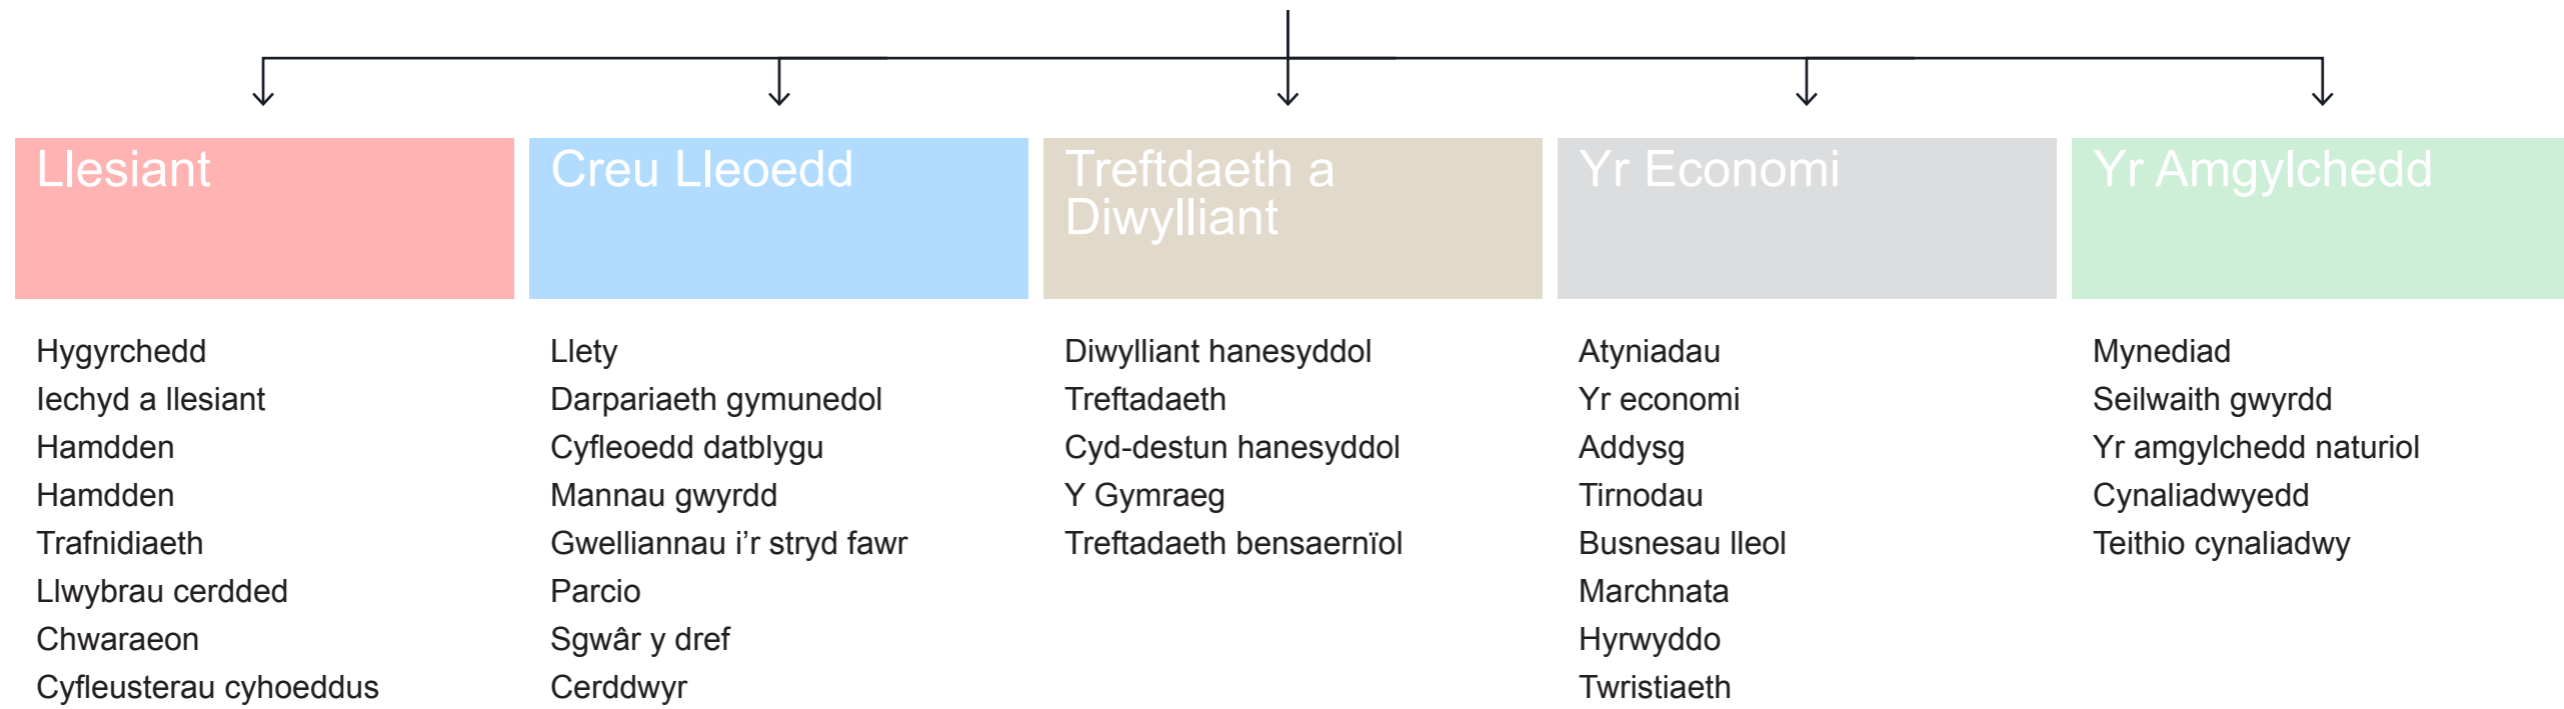 Llesiant
Hygyrchedd
Iechyd a llesiant
Hamdden
Hamdden
Trafnidiaeth
Llwybrau cerdded
Chwaraeon
Cyfleusterau cyhoeddus
Creu Lleoedd
Llety
Darpariaeth gymunedol
Cyfleoedd datblygu
Mannau gwyrdd
Gwelliannau i’r stryd fawr
Parcio
Sgwâr y dref
Cerddwyr
Treftdaeth a
Diwylliant
Diwylliant hanesyddol
Treftadaeth
Cyd-destun hanesyddol
Y Gymraeg
Treftadaeth bensaernïol
Yr Economi
Atyniadau
Yr economi
Addysg
Tirnodau
Busnesau lleol
Marchnata
Hyrwyddo
Twristiaeth
Yr Amgylchedd
Mynediad
Seilwaith gwyrdd
Yr amgylchedd naturiol
Cynaliadwyedd
Teithio cynaliadwy